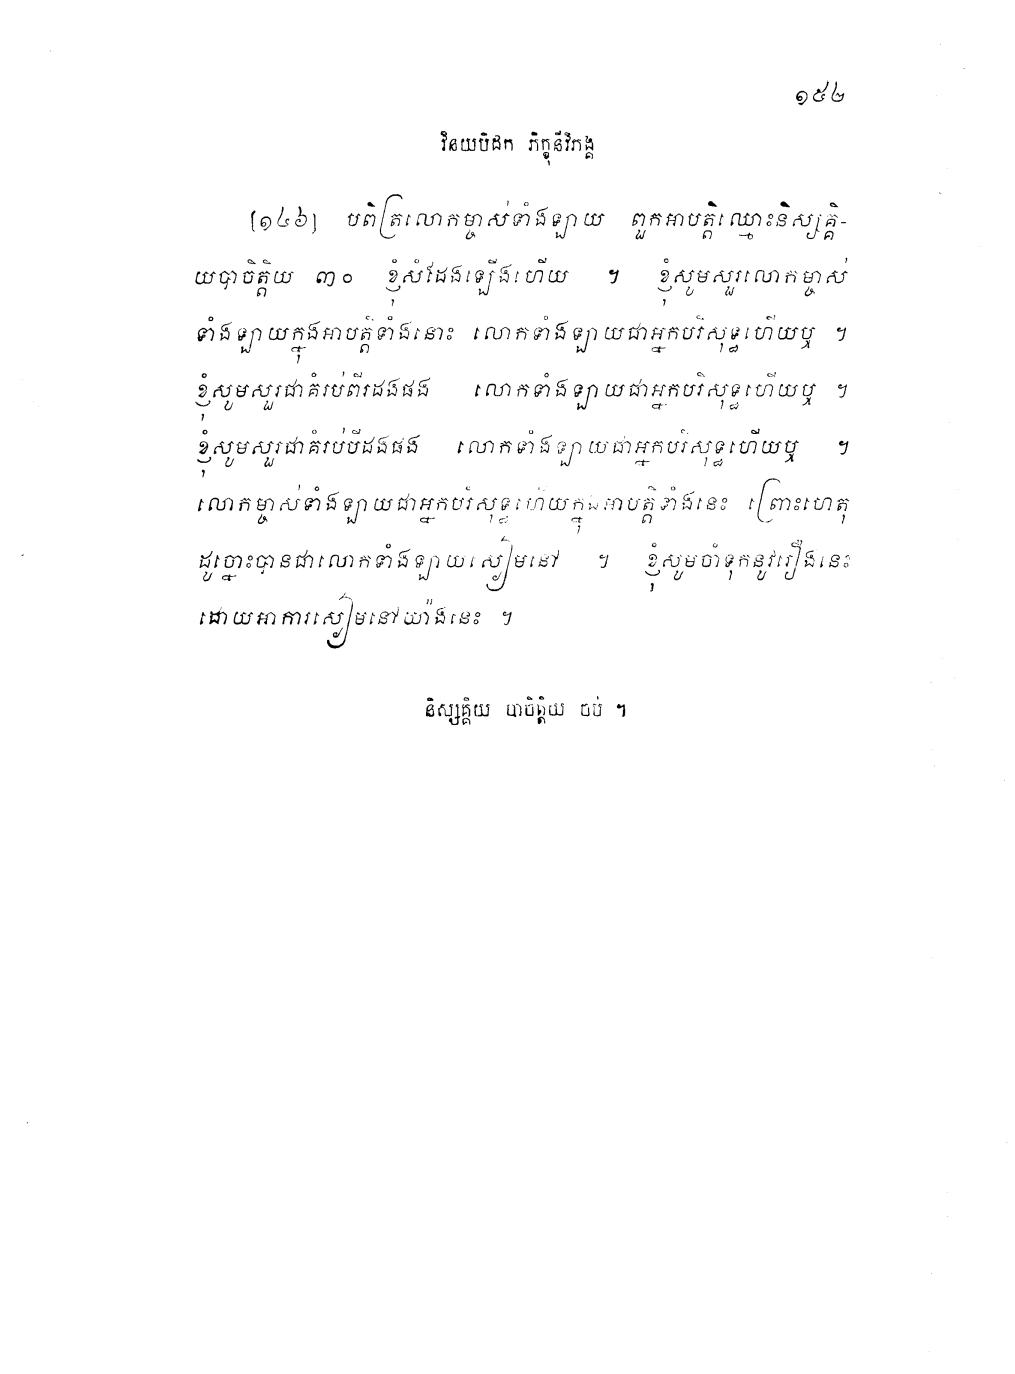 ១៥២
វិនយបិដក ភិក្ខុនីវិភង្គ
[១៤៦] បពិត្រលោកម្ចាស់ទាំងឡាយ ពួកអាបត្តិឈ្មោះនិស្សគ្គិ-
យបាចិត្តិយ ៣០ ខ្ញុំសំដែងឡើងហើយ ។ ខ្ញុំសូមសួរលោកម្ចាស់
ទាំងឡាយក្នុងអាបត្តិទាំងនោះ លោកទាំងឡាយជាអ្នកបរិសុទ្ធហើយឬ ។
ខ្ញុំសូមសួរជាគំរប់ពីរដងផង លោកទាំងឡាយជាអ្នកបរិសុទ្ធហើយឬ ។
ខ្ញុំសូមសួរជាគំរប់បីដងផង លោកទាំងឡាយជាអ្នកបរិសុទ្ធហើយឬ ។
លោកម្ចាស់ទាំងឡាយជាអ្នកបរិសុទ្ធហើយក្នុងអាបត្តិទាំងនេះ ព្រោះហេតុ
ដូច្នោះបានជាលោកទាំងឡាយស្ងៀមនៅ ។ ខ្ញុំសូមចាំទុកនូវរឿងនេះ
ដោយអាការស្ងៀមនៅយ៉ាងនេះ ។
និស្សគ្គិយ បាចិត្តិយ ចប់ ។